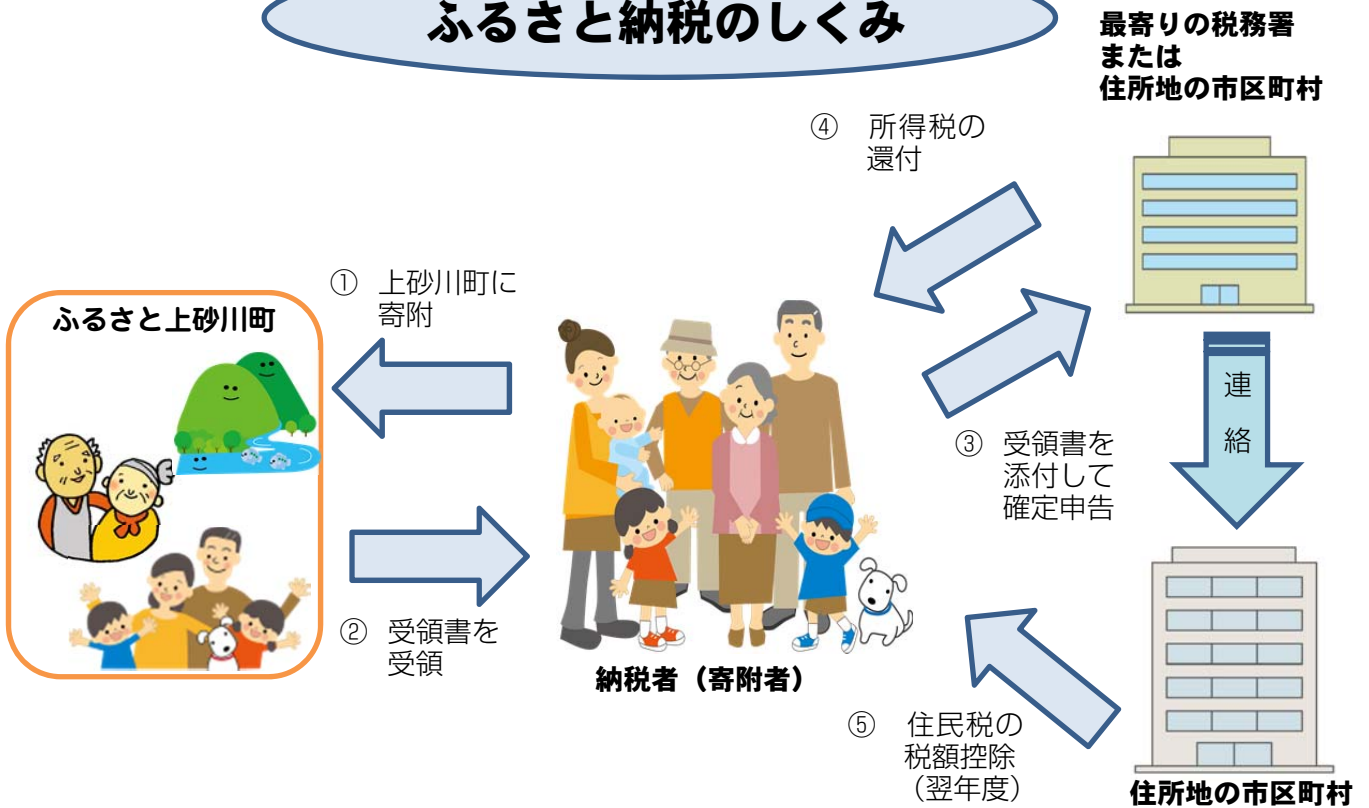 ふるさと納税のしくみ
最寄りの税務署
または
住所地の市区町村
④ 所得税の
還付
① 上砂川町に
寄附
ふるさと上砂川町
連
絡
③ 受領書を
添付して
確定申告
② 受領書を
受領
納税者（寄附者）
⑤ 住民税の
税額控除
（翌年度）
住所地の市区町村